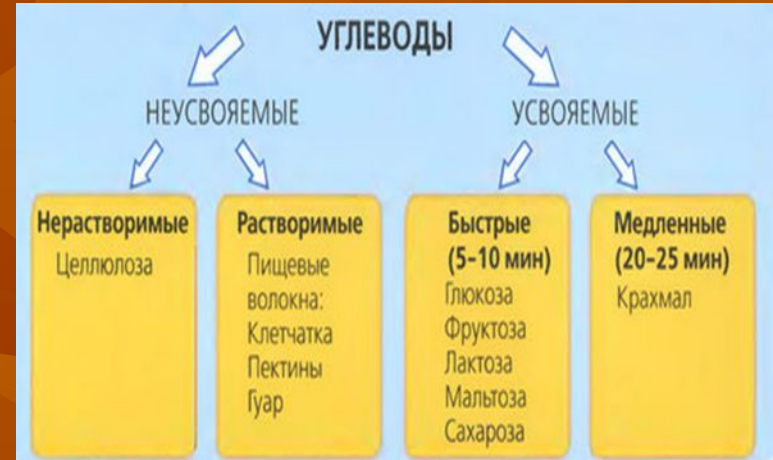 УГЛЕВОДЫ
НЕУСВОЯЕМЫЕ
УСВОЯЕМЫЕ
Нерастворимые
Целлюлоза
Растворимые
Пищевые
волокна:
Клетчатка
Пектины
Гуар
Быстрые
(5-10 мин)
Глюкоза
Фруктоза
Лактоза
Мальтоза
Сахароза
Медленные
(20-25 мин)
Крахмал